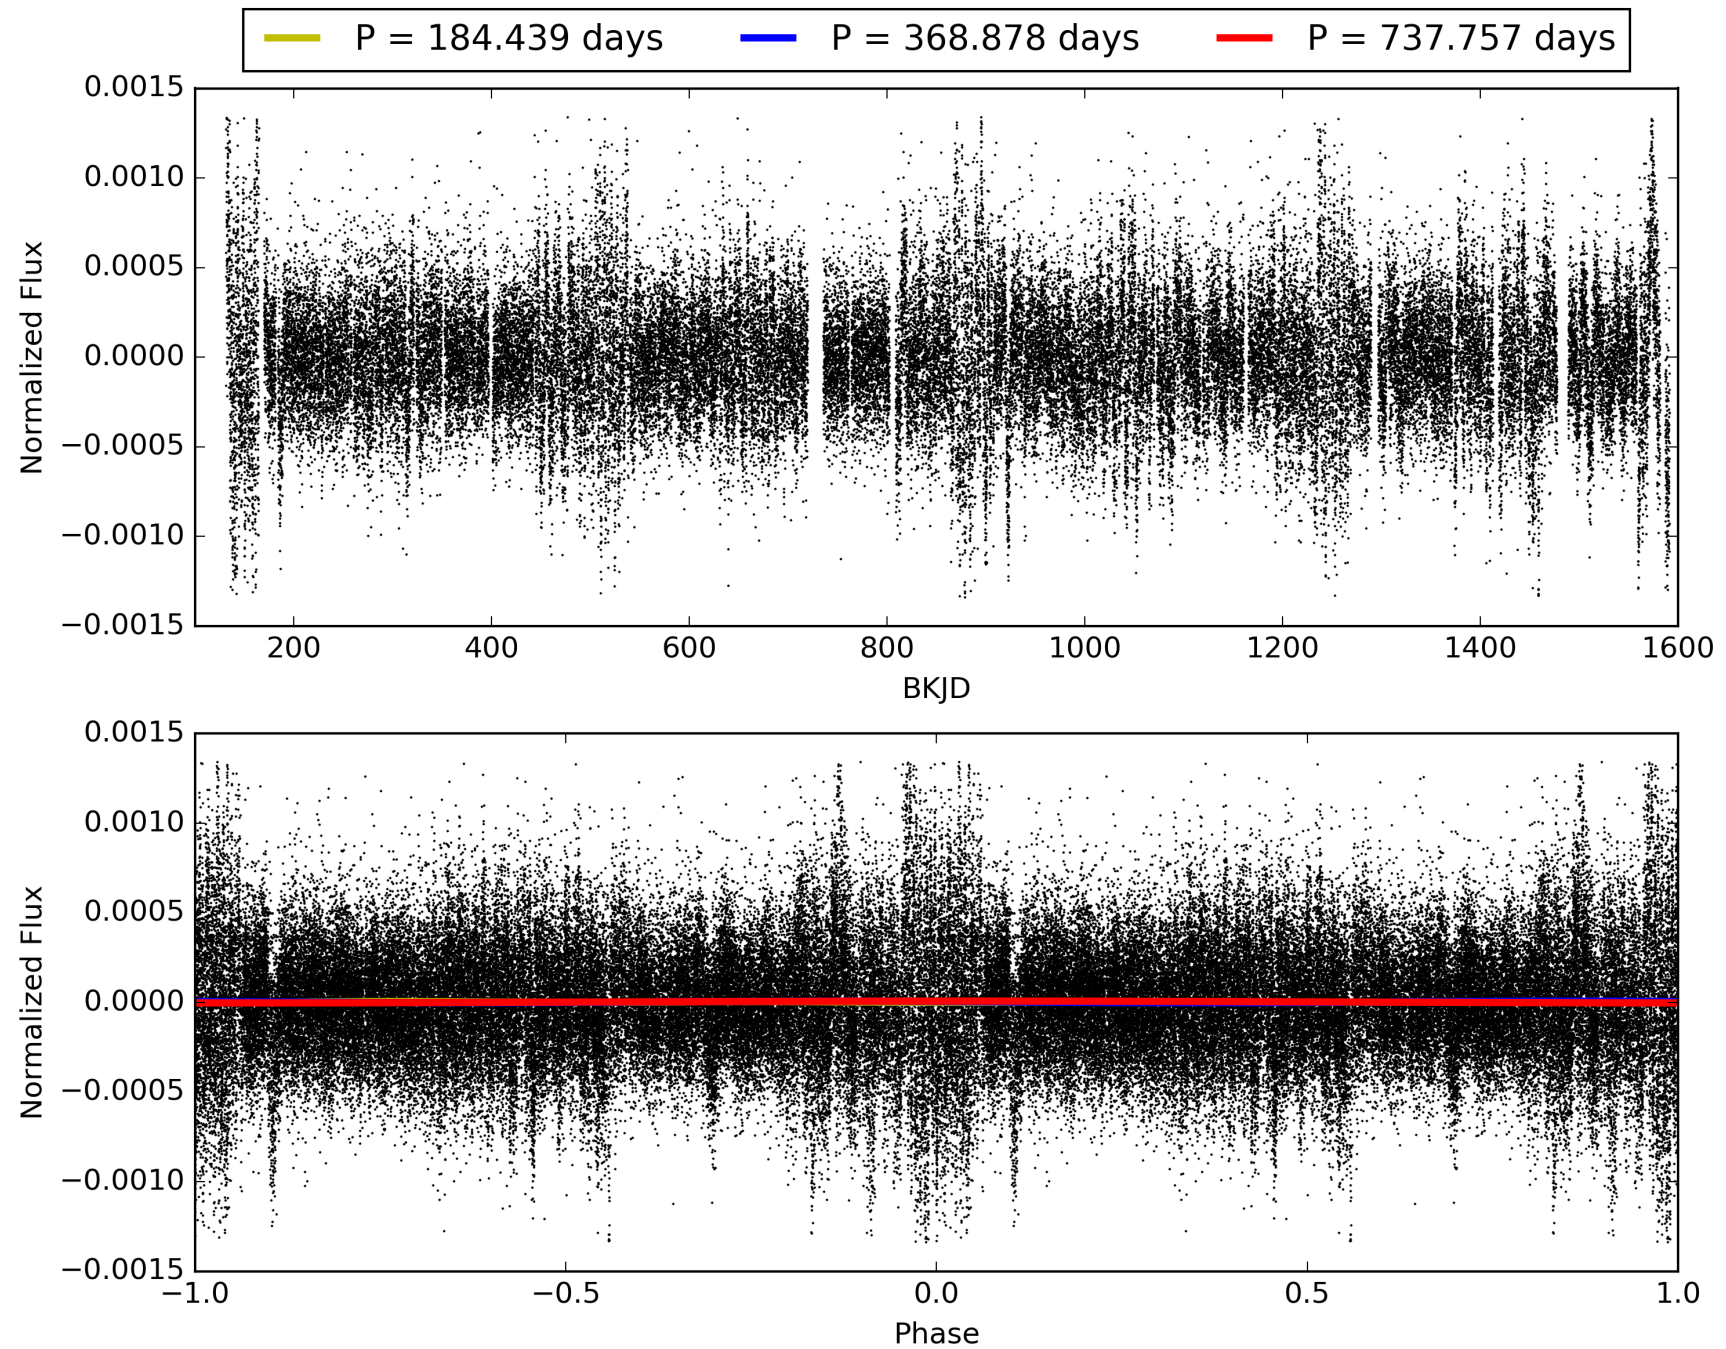 P = 184.439 days P = 368.878 days P = 737.757 days
0.0015
0.0010
0.0005
0.0000
−0.0005
−0.0010
−0.0015
Normalized Flux
200 400 600 800 1000 1200 1400 1600
BKJD
0.0015
0.0010
0.0005
0.0000
−0.0005
−0.0010
−0.0015
Normalized Flux
−1.0 −0.5 0.0 0.5 1.0
Phase